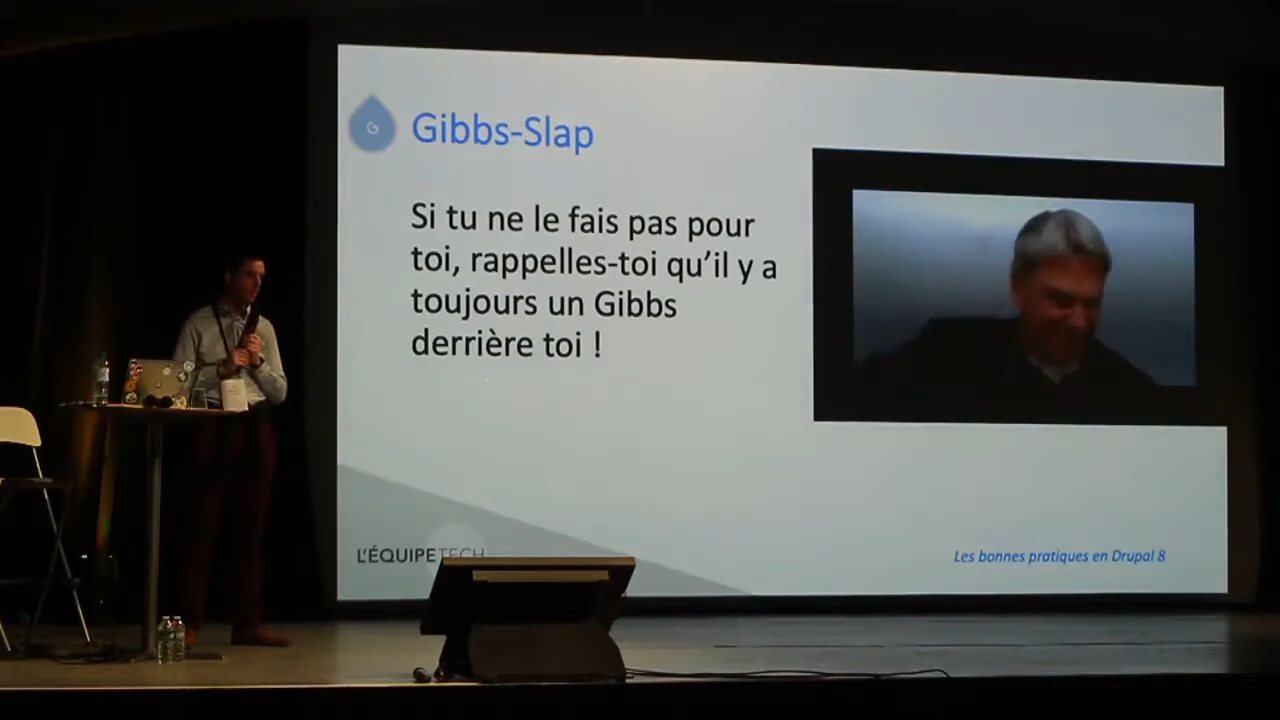 G
Gibbs-Slap
Si tu ne le fais pas pour
toi, rappelles-toi qu'il y a
toujours un Gibbs
derrière toi !
L'ÉQUIPETECH
Les bonnes pratiques en Drupal 8